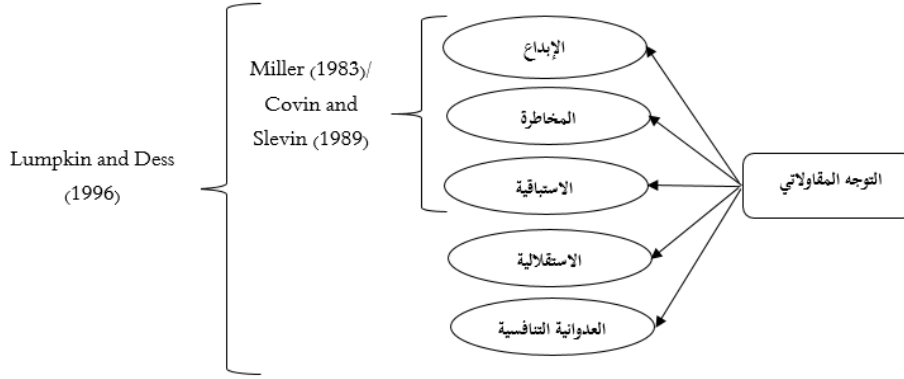 الإبداع
Miller (1983)/
Covin and
Slevin (1989)
المخاطرة
Lumpkin and Dess
(1996)
الاستباقية
التوجه المقاولاتي
الاستقلالية
العدوانية التنافسية